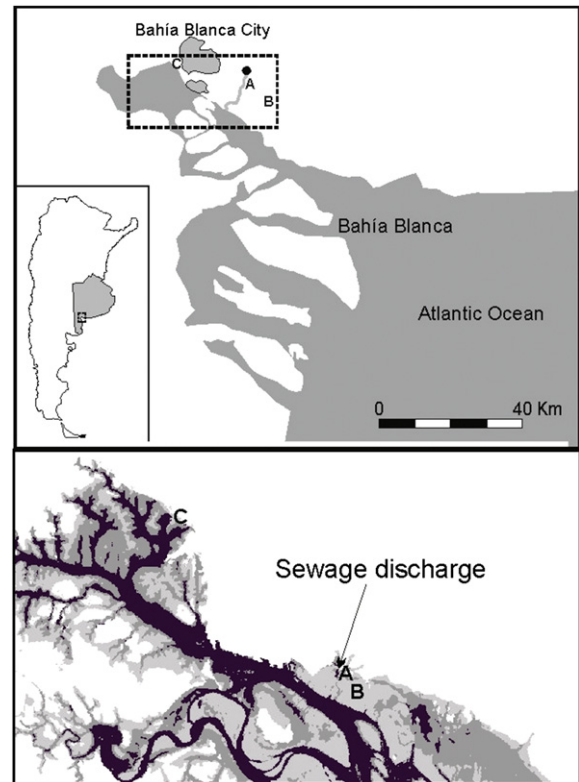 Bahía Blanca City
C
A
B
Bahía Blanca
Atlantic Ocean
0 40 Km
C
Sewage discharge
A
B